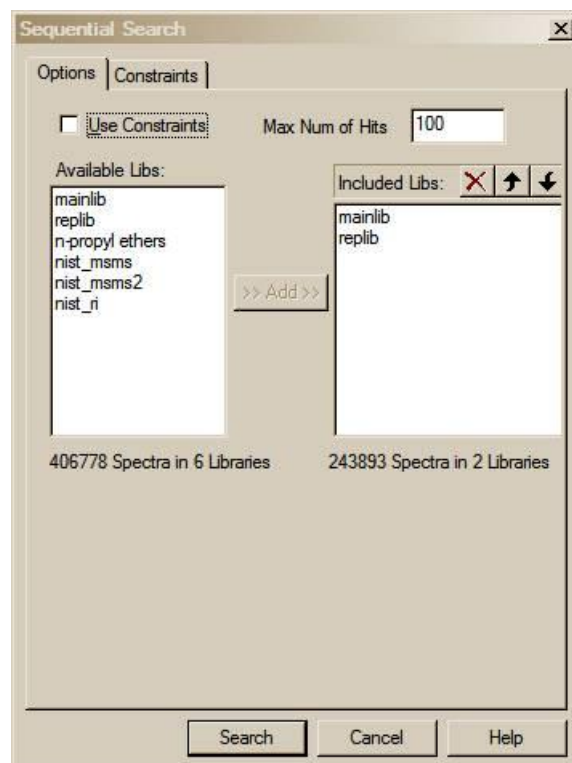 Sequential Search
Options
Constraints
Use Constraints
Max Num of Hits
100
Available Libs:
mainlib
replib
n-propyl ethers
nist_msms
nist_msms2
nist_ri
>> Add >>
Included Libs:
mainlib
replib
406778 Spectra in 6 Libraries
243893 Spectra in 2 Libraries
Search
Cancel
Help